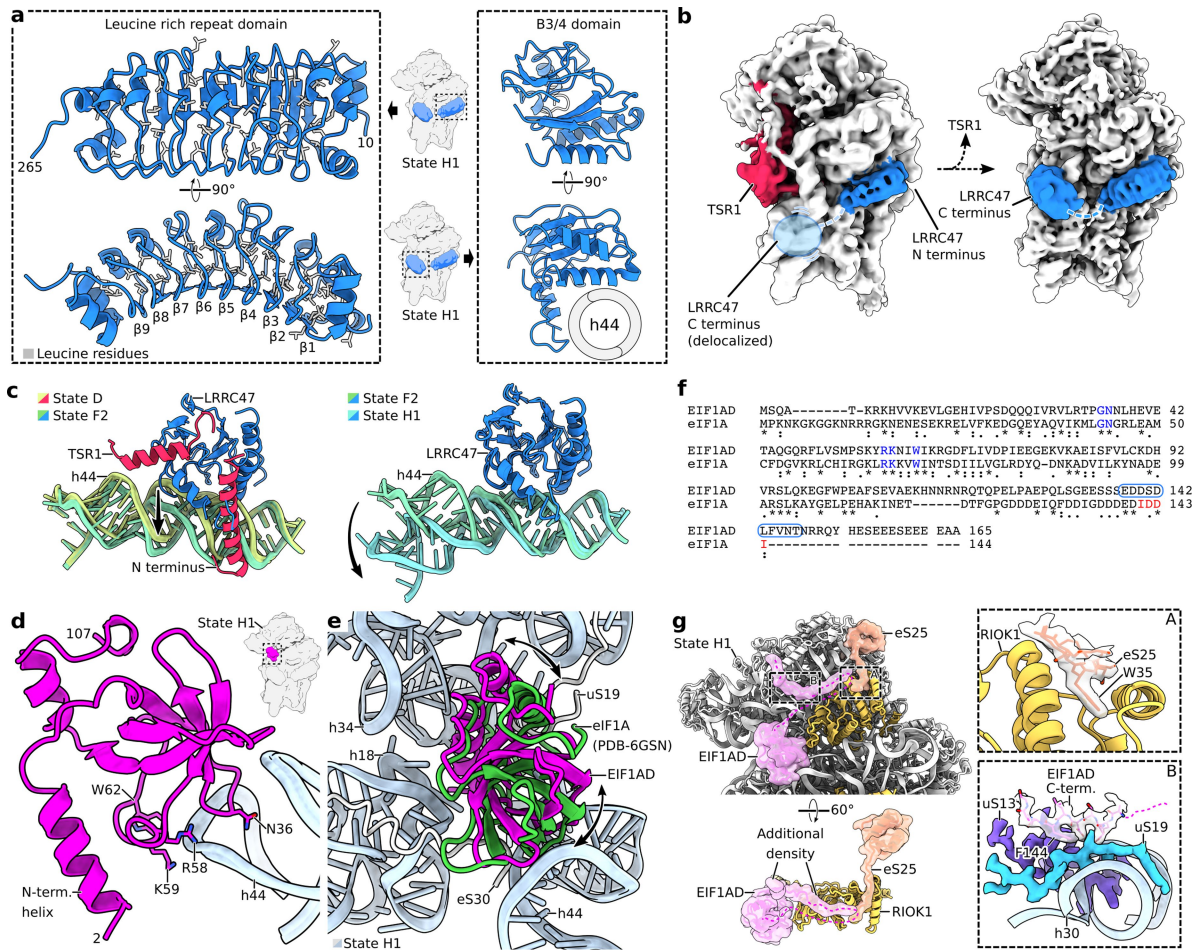 a
Leucine rich repeat domain
B3/4 domain
265
10
90°
State H1
90°
State H1
β9
β8
β7
β6
β5
β4
β3
β2
β1
Leucine residues
h44
b
TSR1
TSR1
LRRC47
C terminus
LRRC47
N terminus
LRRC47
C terminus
(delocalized)
c
State D
State F2
LRRC47
TSR1
h44
N terminus
State F2
State H1
LRRC47
h44
f
EIF1AD MSQA-------T-KRKHVVKEVLGEHIVPSDQQQIVRVLRTPGNNLHEVE 42
eIF1A MPKNKGKGGKNRRRGKNENESEKRELVFKEDGQEYAQVIKMLGNGRLEAM 50
EIF1AD TAQGQRFLVSMPSKYRKNIWIKRGDFLIVDPIEEGEKVKAEISFVLCKDH 92
eIF1A CFDGVKRLCHIRGKLRKKVWINTSDIILVGLRDYQ-DNKADVILKYNADE
EIF1AD VRSLQKEGFWPEAFSEVAEKHNNRNRQTQPELPAEPQLSGEESSSEDDSD 142
eIF1A ARSLKAYGELPEHAKINET--------DTFGPGDDDEIQFDDIGDDDEDIDD 143
EIF1AD LFVNTNRRQYHESEEESEEEEAA 165
eIF1A I---------------------- 144
d
107
State H1
W62
N36
R58
K59
h44
N-term.
helix
2
e
uS19
h34
eIF1A
(PDB-6GSN)
h18
EIF1AD
eS30
h44
State H1
g
State H1
eS25
B
A
EIF1AD
60°
Additional
density
eS25
EIF1AD
RIOK1
A
RIOK1
eS25
W35
B
EIF1AD
C-term.
uS13
uS19
F144
h30